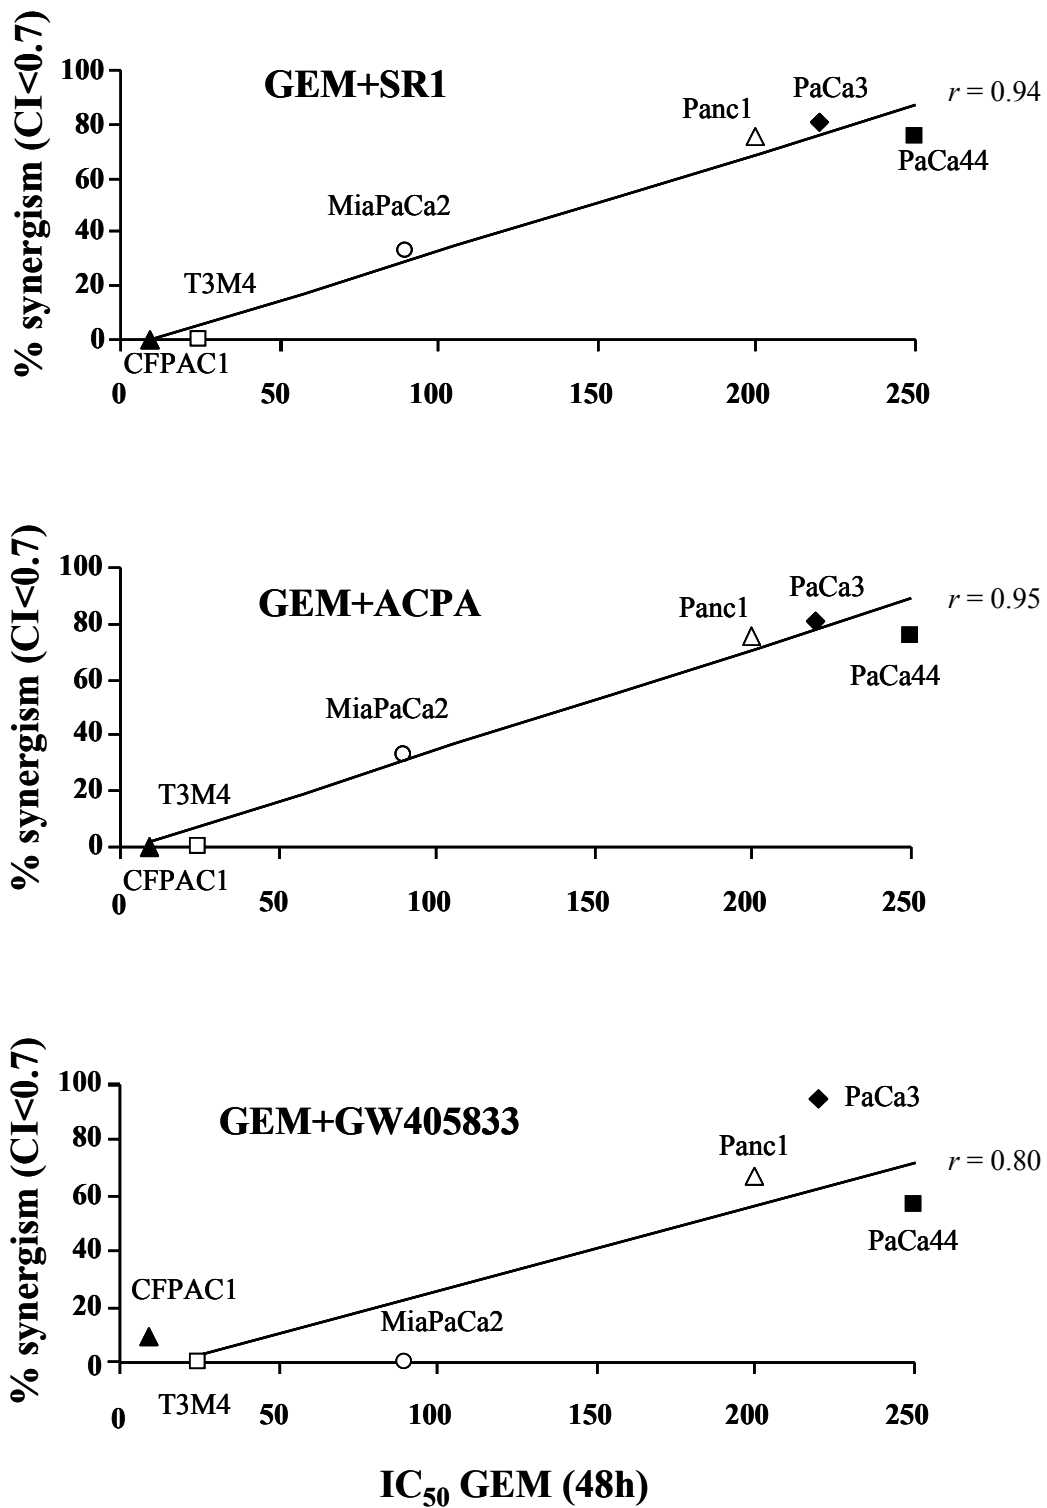 % synergism (CI<0.7)
GEM+SR1
r = 0.94
100
80
60
40
20
0
CFPAC1
T3M4
MiaPaCa2
Panc1
PaCa3
PaCa44
0 50 100 150 200 250
% synergism (CI<0.7)
GEM+ACPA
r = 0.95
100
80
60
40
20
0
CFPAC1
T3M4
MiaPaCa2
Panc1
PaCa3
PaCa44
0 50 100 150 200 250
% synergism (CI<0.7)
GEM+GW405833
r = 0.80
100
80
60
40
20
0
CFPAC1
T3M4
MiaPaCa2
Panc1
PaCa3
PaCa44
0 50 100 150 200 250
IC50 GEM (48h)